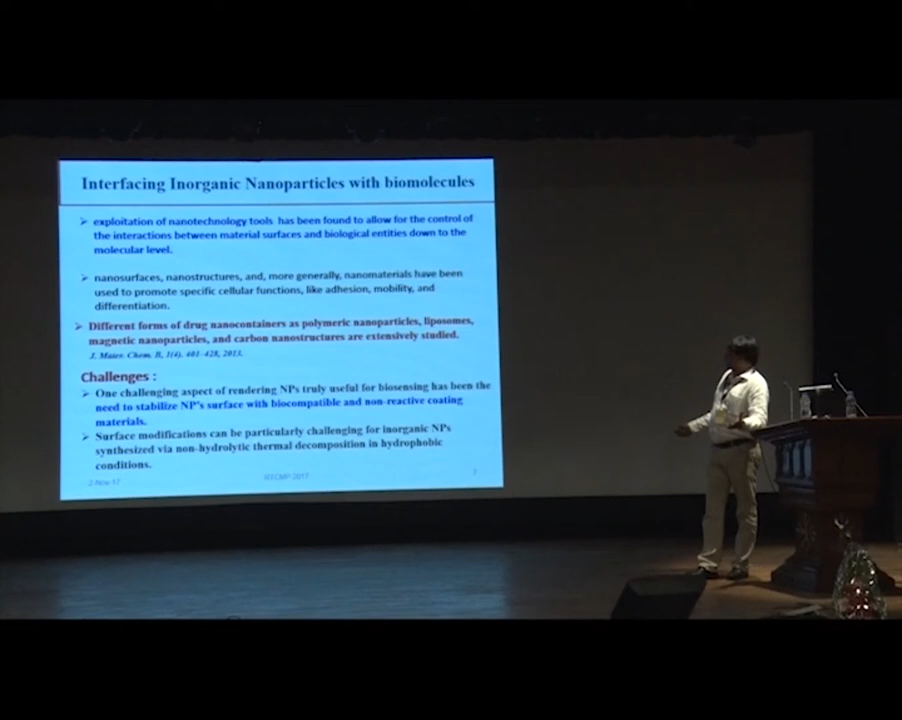 Interfacing Inorganic Nanoparticles with biomolecules
➢ exploitation of nanotechnology tools has been found to allow for the control of
the interactions between material surfaces and biological entities down to the
molecular level.
➢ nanosurfaces, nanostructures, and, more generally, nanomaterials have been
used to promote specific cellular functions, like adhesion, mobility, and
differentiation.
➢ Different forms of drug nanocontainers as polymeric nanoparticles, liposomes,
magnetic nanoparticles, and carbon nanostructures are extensively studied.
J. Mater. Chem. B, 1(4). 401–428, 2013.
Challenges :
➢ One challenging aspect of rendering NPs truly useful for biosensing has been the
need to stabilize NP's surface with biocompatible and non-reactive coating
materials.
➢ Surface modifications can be particularly challenging for inorganic NPs
synthesized via non-hydrolytic thermal decomposition in hydrophobic
conditions.
2-Nov-17
7